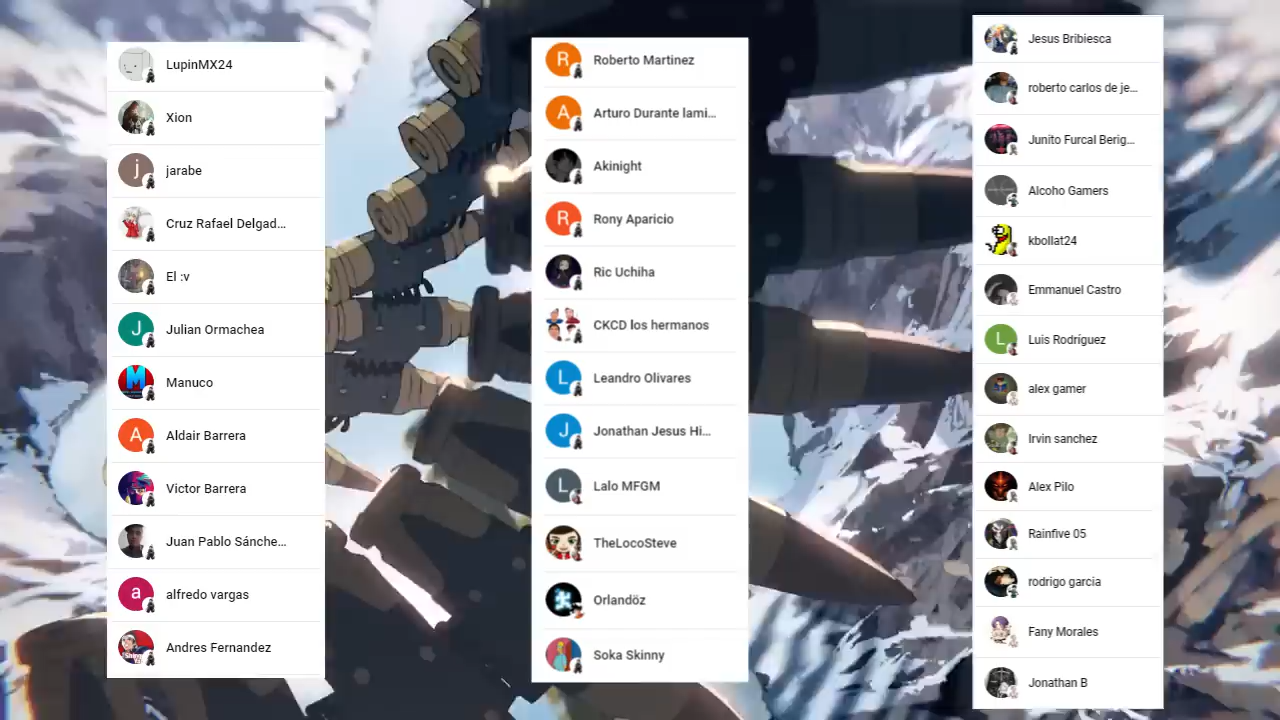 LupinMX24
Xion
j
jarabe
Cruz Rafael Delgad...
El :v
J
Julian Ormachea
M
Manuco
A
Aldair Barrera
Victor Barrera
Juan Pablo Sánche...
a
alfredo vargas
Andres Fernandez
R
Roberto Martinez
A
Arturo Durante lami...
Akinight
R
Rony Aparicio
Ric Uchiha
CKCD los hermanos
L
Leandro Olivares
J
Jonathan Jesus Hi...
L
Lalo MFGM
TheLocoSteve
Orlandöz
Soka Skinny
Jesus Bribiesca
roberto carlos de je...
Junito Furcal Berig...
Alcoho Gamers
kbollat24
Emmanuel Castro
L
Luis Rodríguez
alex gamer
Irvin sanchez
Alex Pilo
Rainfive 05
rodrigo garcia
Fany Morales
Jonathan B